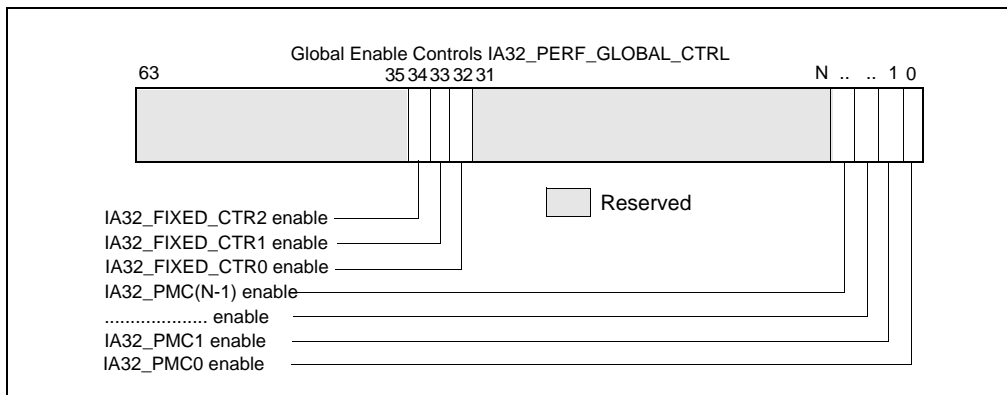 Global Enable Controls IA32_PERF_GLOBAL_CTRL
63 35 34 33 32 31 N .. .. 1 0
Reserved
IA32_FIXED_CTR2 enable
IA32_FIXED_CTR1 enable
IA32_FIXED_CTR0 enable
IA32_PMC(N-1) enable
.................... enable
IA32_PMC1 enable
IA32_PMC0 enable